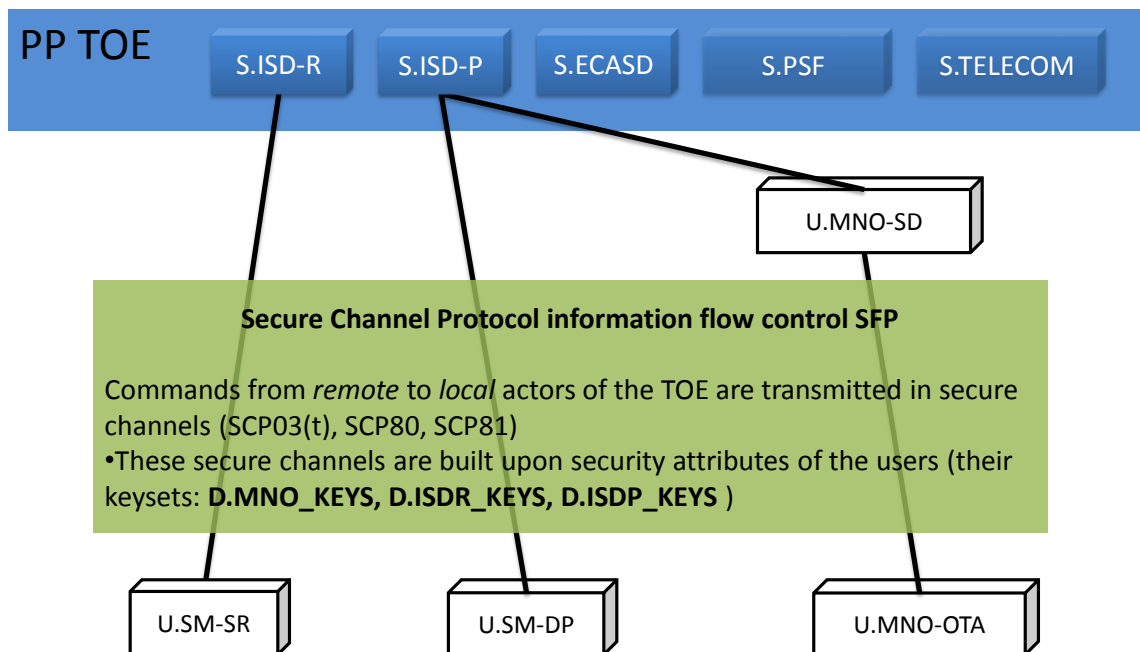 PP TOE
S.ISD-R
S.ISD-P
S.ECASD
S.PSF
S.TELECOM
U.MNO-SD
Secure Channel Protocol information flow control SFP
Commands from remote to local actors of the TOE are transmitted in secure
channels (SCP03(t), SCP80, SCP81)
•These secure channels are built upon security attributes of the users (their
keysets: D.MNO_KEYS, D.ISDR_KEYS, D.ISDP_KEYS )
U.SM-SR
U.SM-DP
U.MNO-OTA